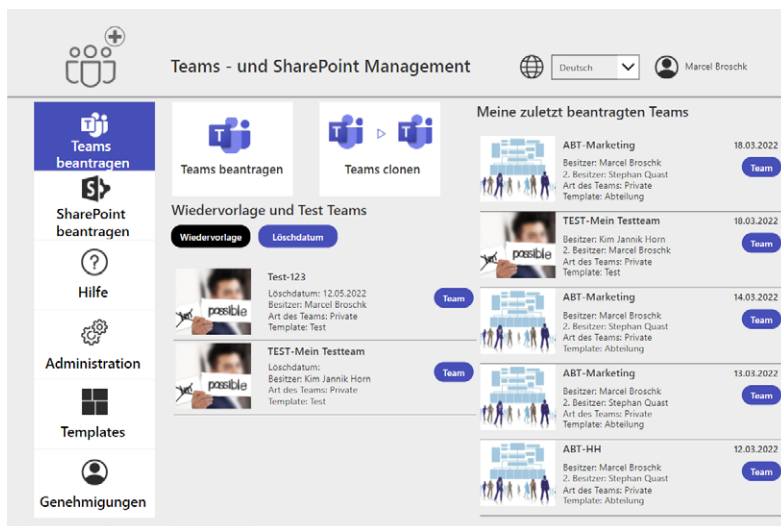 Teams - und SharePoint Management
Deutsch
Marcel Broschk
Teams
beantragen
SharePoint
beantragen
Hilfe
Administration
Templates
Genehmigungen
Teams beantragen
Teams clonen
Wiedervorlage und Test Teams
Wiedervorlage
Löschdatum
Test-123
Löschdatum: 12.05.2022
Besitzer: Marcel Broschk
Art des Teams: Private
Template: Test
Team
possible
TEST-Mein Testteam
Löschdatum:
Besitzer: Kim Jannik Horn
Art des Teams: Private
Template: Test
Team
possible
Meine zuletzt beantragten Teams
ABT-Marketing
18.03.2022
Besitzer: Marcel Broschk
2. Besitzer: Stephan Quast
Art des Teams: Private
Template: Abteilung
Team
TEST-Mein Testteam
18.03.2022
Besitzer: Kim Jannik Horn
2. Besitzer: Marcel Broschk
Art des Teams: Private
Template: Test
Team
possible
ABT-Marketing
14.03.2022
Besitzer: Marcel Broschk
2. Besitzer: Stephan Quast
Art des Teams: Private
Template: Abteilung
Team
ABT-Marketing
13.03.2022
Besitzer: Marcel Broschk
2. Besitzer: Stephan Quast
Art des Teams: Private
Template: Abteilung
Team
ABT-HH
12.03.2022
Besitzer: Marcel Broschk
2. Besitzer: Stephan Quast
Art des Teams: Private
Template: Abteilung
Team